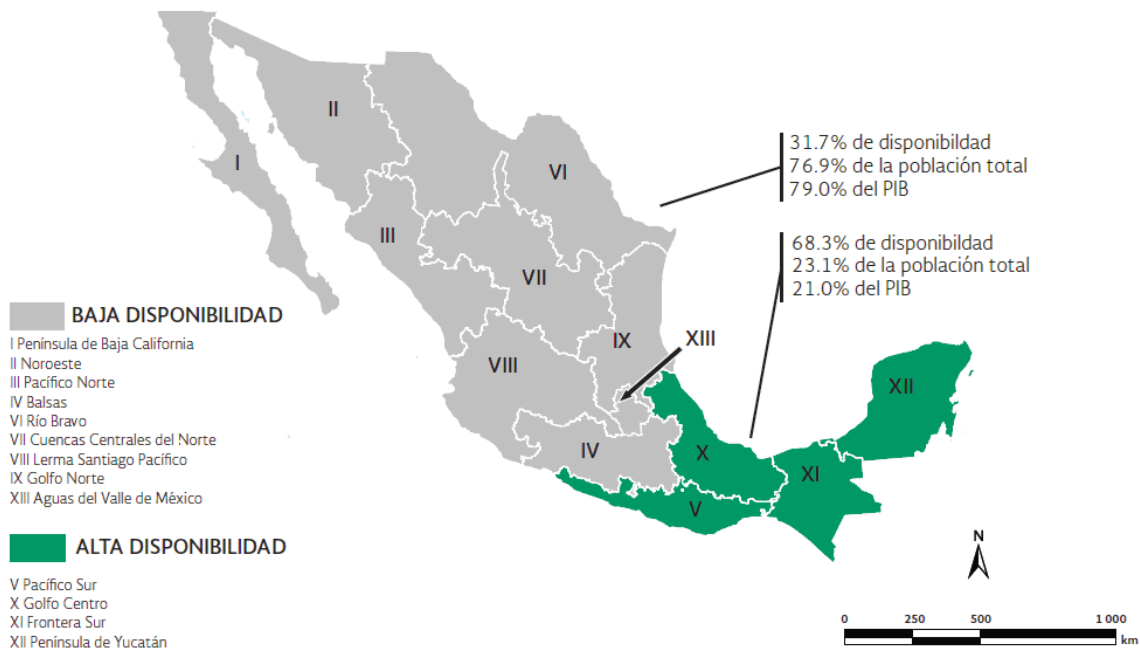 II
I
VI
III
VII
IX
XIII
VIII
XII
IV
X
XI
V
31.7% de disponibildad
76.9% de la población total
79.0% del PIB
68.3% de disponibildad
23.1% de la población total
21.0% del PIB
BAJA DISPONIBILIDAD
I Península de Baja California
II Noroeste
III Pacífico Norte
IV Balsas
VI Río Bravo
VII Cuencas Centrales del Norte
VIII Lerma Santiago Pacífico
IX Golfo Norte
XIII Aguas del Valle de México
ALTA DISPONIBILIDAD
V Pacífico Sur
X Golfo Centro
XI Frontera Sur
XII Península de Yucatán
N
0 250 500 1 000
km